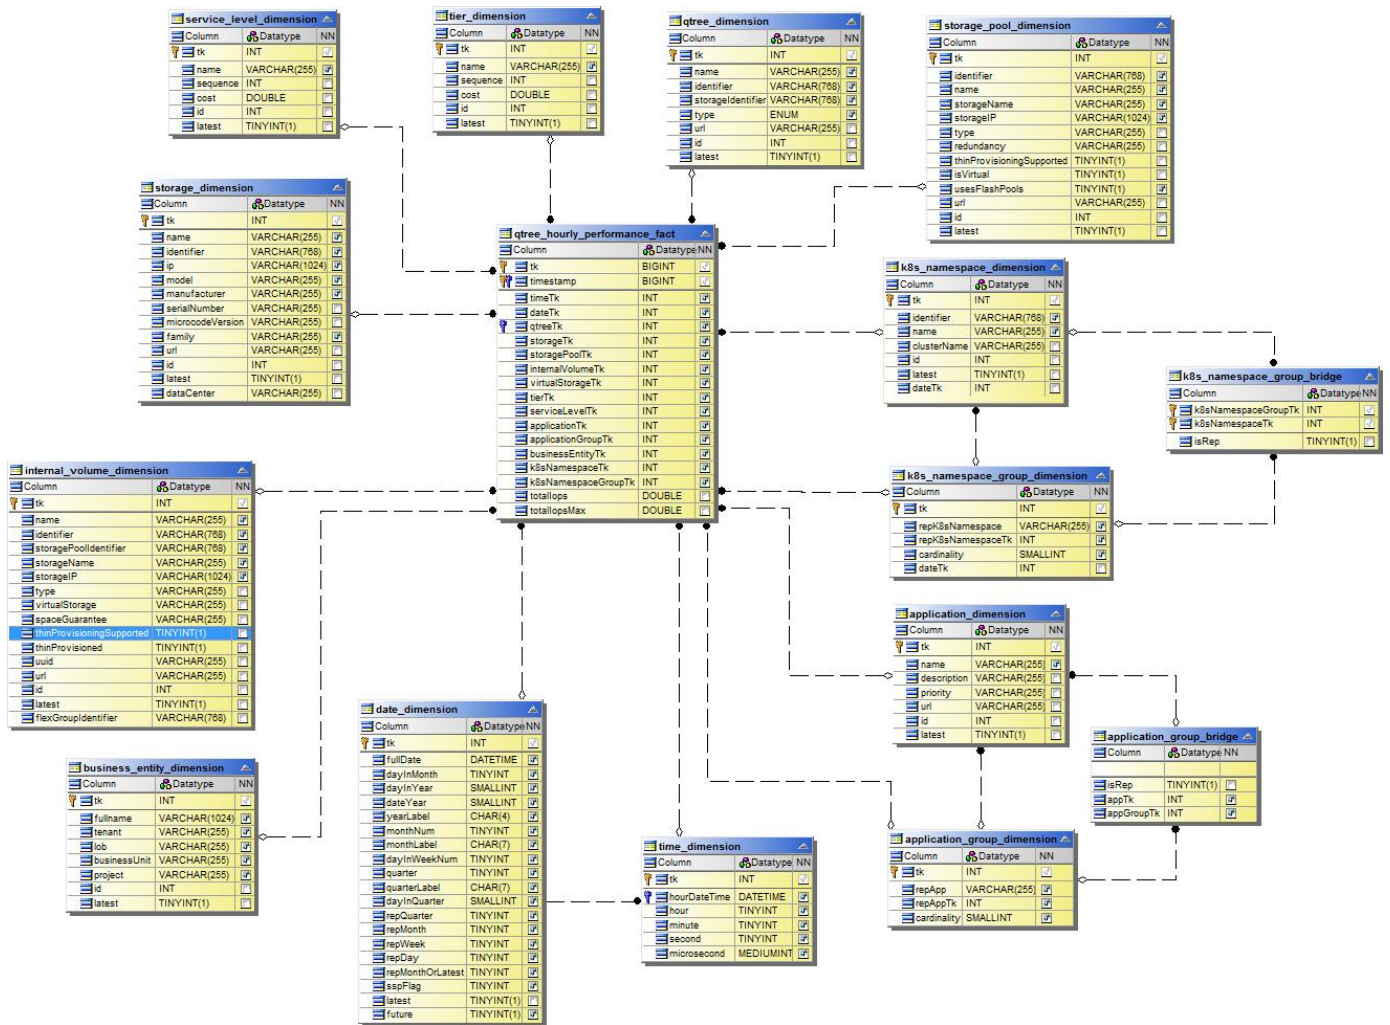 service_level_dimension
Column Datatype NN
tk INT
name VARCHAR(255)
sequence INT
cost DOUBLE
id INT
latest TINYINT(1)
tier_dimension
Column Datatype NN
tk INT
name VARCHAR(255)
sequence INT
cost DOUBLE
id INT
latest TINYINT(1)
qtree_dimension
Column Datatype NN
tk INT
name VARCHAR(255)
identifier VARCHAR(768)
storageIdentifier VARCHAR(768)
type ENUM
url VARCHAR(255)
id INT
latest TINYINT(1)
storage_pool_dimension
Column Datatype NN
tk INT
identifier VARCHAR(768)
name VARCHAR(255)
storageName VARCHAR(255)
storageIP VARCHAR(1024)
type VARCHAR(255)
redundancy VARCHAR(255)
thinProvisioningSupported TINYINT(1)
isVirtual TINYINT(1)
usesFlashPools TINYINT(1)
url VARCHAR(255)
id INT
latest TINYINT(1)
storage_dimension
Column Datatype NN
tk INT
name VARCHAR(255)
identifier VARCHAR(768)
ip VARCHAR(1024)
model VARCHAR(255)
manufacturer VARCHAR(255)
serialNumber VARCHAR(255)
microcodeVersion VARCHAR(255)
family VARCHAR(255)
url VARCHAR(255)
id INT
latest TINYINT(1)
dataCenter VARCHAR(255)
qtree_hourly_performance_fact
Column Datatype NN
tk BIGINT
timestamp BIGINT
timeTk INT
dateTk INT
qtreeTk INT
storageTk INT
storagePoolTk INT
internalVolumeTk INT
virtualStorageTk INT
tierTk INT
serviceLevelTk INT
applicationTk INT
applicationGroupTk INT
businessEntityTk INT
k8sNamespaceTk INT
k8sNamespaceGroupTk INT
totalIops DOUBLE
totalIopsMax DOUBLE
k8s_namespace_dimension
Column Datatype NN
tk INT
identifier VARCHAR(768)
name VARCHAR(255)
clusterName VARCHAR(255)
id INT
latest TINYINT(1)
dateTk INT
k8s_namespace_group_bridge
Column Datatype NN
k8sNamespaceGroupTk INT
k8sNamespaceTk INT
isRep TINYINT(1)
k8s_namespace_group_dimension
Column Datatype NN
tk INT
repK8sNamespace VARCHAR(255)
repK8sNamespaceTk INT
cardinality SMALLINT
dateTk INT
internal_volume_dimension
Column Datatype NN
tk INT
name VARCHAR(255)
identifier VARCHAR(768)
storagePoolIdentifier VARCHAR(768)
storageName VARCHAR(255)
storageIP VARCHAR(1024)
type VARCHAR(255)
virtualStorage VARCHAR(255)
spaceGuarantee VARCHAR(255)
thinProvisioningSupported TINYINT(1)
thinProvisioned TINYINT(1)
uuid VARCHAR(255)
url VARCHAR(255)
id INT
latest TINYINT(1)
flexGroupIdentifier VARCHAR(768)
application_dimension
Column Datatype NN
tk INT
name VARCHAR(255)
description VARCHAR(255)
priority VARCHAR(255)
url VARCHAR(255)
id INT
latest TINYINT(1)
application_group_bridge
Column Datatype NN
isRep TINYINT(1)
appTk INT
appGroupTk INT
date_dimension
Column Datatype NN
tk INT
fullDate DATETIME
dayInMonth TINYINT
dayInYear SMALLINT
dateYear SMALLINT
yearLabel CHAR(4)
monthNum TINYINT
monthLabel CHAR(7)
dayInWeekNum TINYINT
quarter TINYINT
quarterLabel CHAR(7)
dayInQuarter SMALLINT
repQuarter TINYINT
repMonth TINYINT
repWeek TINYINT
repDay TINYINT
repMonthOrLatest TINYINT
sspFlag TINYINT
latest TINYINT(1)
future TINYINT(1)
business_entity_dimension
Column Datatype NN
tk INT
fullname VARCHAR(1024)
tenant VARCHAR(255)
lob VARCHAR(255)
businessUnit VARCHAR(255)
project VARCHAR(255)
id INT
latest TINYINT(1)
time_dimension
Column Datatype NN
tk INT
hourDateTime DATETIME
hour TINYINT
minute TINYINT
second TINYINT
microsecond MEDIUMINT
application_group_dimension
Column Datatype NN
tk INT
repApp VARCHAR(255)
repAppTk INT
cardinality SMALLINT